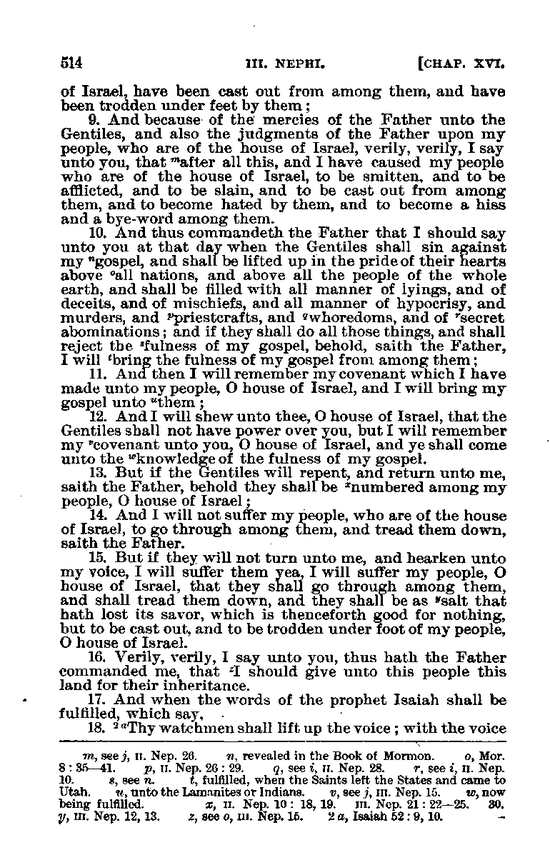 514 III. NEPHI. [CHAP. XVI.
of Israel, have been cast out from among them, and have
been trodden under feet by them;
9. And because of the mercies of the Father unto the
Gentiles, and also the judgments of the Father upon my
people, who are of the house of Israel, verily, verily, I say
unto you, that ᵐafter all this, and I have caused my people
who are of the house of Israel, to be smitten, and to be
afflicted, and to be slain, and to be cast out from among
them, and to become hated by them, and to become a hiss
and a bye-word among them.
10. And thus commandeth the Father that I should say
unto you at that day when the Gentiles shall sin against
my ⁿgospel, and shall be lifted up in the pride of their hearts
above ᵒall nations, and above all the people of the whole
earth, and shall be filled with all manner of lyings, and of
deceits, and of mischiefs, and all manner of hypocrisy, and
murders, and ᵖpriestcrafts, and qwhoredoms, and of ʳsecret
abominations; and if they shall do all those things, and shall
reject the ˢfulness of my gospel, behold, saith the Father,
I will ᵗbring the fulness of my gospel from among them;
11. And then I will remember my covenant which I have
made unto my people, O house of Israel, and I will bring my
gospel unto ᵘthem;
12. And I will shew unto thee, O house of Israel, that the
Gentiles shall not have power over you, but I will remember
my ᵛcovenant unto you, O house of Israel, and ye shall come
unto the ʷknowledge of the fulness of my gospel.
13. But if the Gentiles will repent, and return unto me,
saith the Father, behold they shall be ˣnumbered among my
people, O house of Israel;
14. And I will not suffer my people, who are of the house
of Israel, to go through among them, and tread them down,
saith the Father.
15. But if they will not turn unto me, and hearken unto
my voice, I will suffer them yea, I will suffer my people, O
house of Israel, that they shall go through among them,
and shall tread them down, and they shall be as ʸsalt that
hath lost its savor, which is thenceforth good for nothing,
but to be cast out, and to be trodden under foot of my people,
O house of Israel.
16. Verily, verily, I say unto you, thus hath the Father
commanded me, that ᶻI should give unto this people this
land for their inheritance.
17. And when the words of the prophet Isaiah shall be
fulfilled, which say,
18. ²ᵃThy watchmen shall lift up the voice; with the voice
m, see j, II. Nep. 26. n, revealed in the Book of Mormon. o, Mor.
8:35—41. p, II. Nep. 26:29. q, see i, II. Nep. 28. r, see i, II. Nep.
10. s, see n. t, fulfilled, when the Saints left the States and came to
Utah. u, unto the Lamanites or Indians. v, see j, III. Nep. 15. w, now
being fulfilled. x, II. Nep. 10:18, 19. III. Nep. 21:22—25. 30.
y, III. Nep. 12, 13. z, see o, III. Nep. 15. 2 a, Isaiah 52:9, 10.